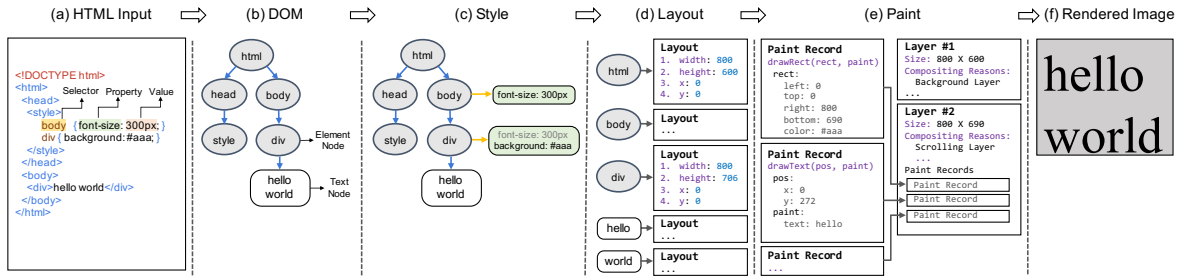 (a) HTML Input
(b) DOM
(c) Style
(d) Layout
(e) Paint
(f) Rendered Image
<!DOCTYPE html>
<html>
Selector
Property
Value
<head>
<style>
body { font-size: 300px; }
div { background: #aaa; }
</style>
</head>
<body>
<div>hello world</div>
</body>
</html>
html
head
body
style
div
Element
Node
hello
world
Text
Node
html
head
body
font-size: 300px
style
div
font-size: 300px
background: #aaa
hello
world
html
Layout
1. width: 800
2. height: 600
3. x: 0
4. y: 0
body
Layout
...
div
Layout
1. width: 800
2. height: 706
3. x: 0
4. y: 0
hello
Layout
...
world
Layout
...
Paint Record
drawRect(rect, paint)
rect:
left: 0
top: 0
right: 800
bottom: 690
color: #aaa
Paint Record
drawText(pos, paint)
pos:
x: 0
y: 272
paint:
text: hello
Paint Record
...
Layer #1
Size: 800 X 600
Compositing Reasons:
Background Layer
...
Layer #2
Size: 800 X 690
Compositing Reasons:
Scrolling Layer
...
Paint Records
Paint Record
Paint Record
Paint Record
hello
world